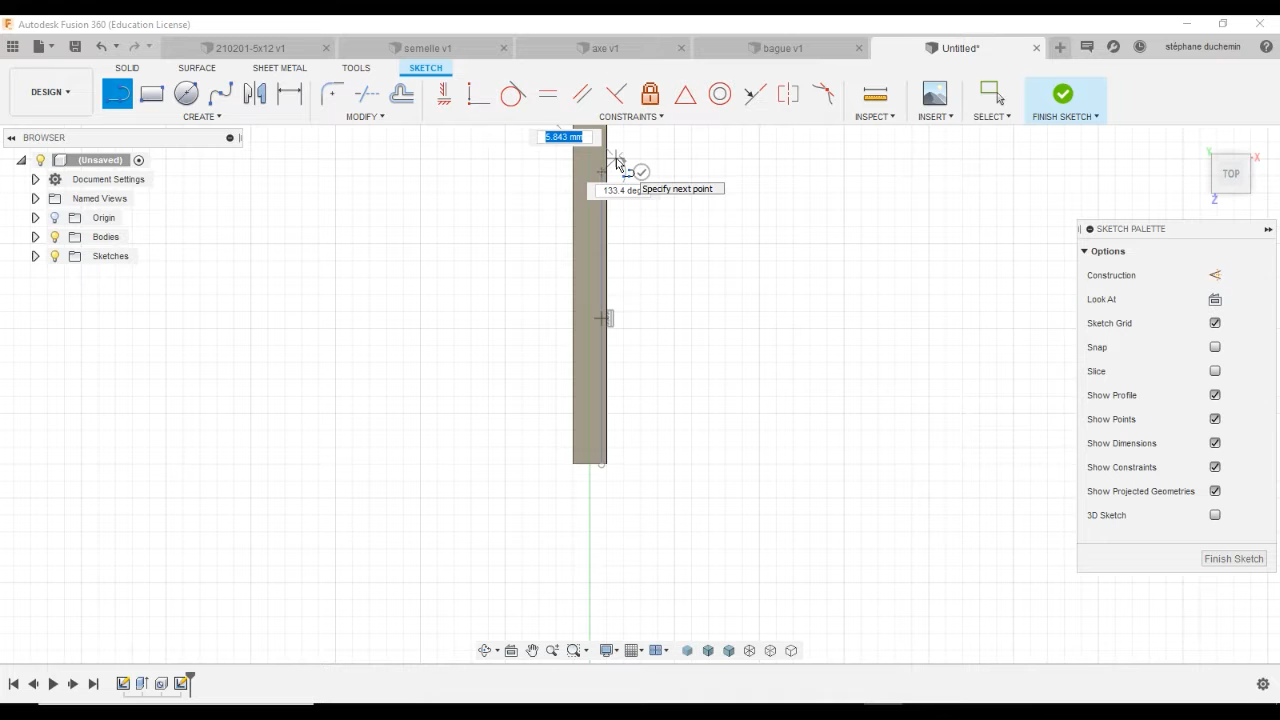 Autodesk Fusion 360 (Education License)
210201-5x12 v1
semelle v1
axe v1
bague v1
Untitled*
stéphane duchemin
SOLID
SURFACE
SHEET METAL
TOOLS
SKETCH
DESIGN
CREATE
MODIFY
CONSTRAINTS
INSPECT
INSERT
SELECT
FINISH SKETCH
BROWSER
(Unsaved)
Document Settings
Named Views
Origin
Bodies
Sketches
5.843 mm
133.4 deg
Specify next point
Y
X
TOP
Z
SKETCH PALETTE
Options
Construction
Look At
Sketch Grid
Snap
Slice
Show Profile
Show Points
Show Dimensions
Show Constraints
Show Projected Geometries
3D Sketch
Finish Sketch